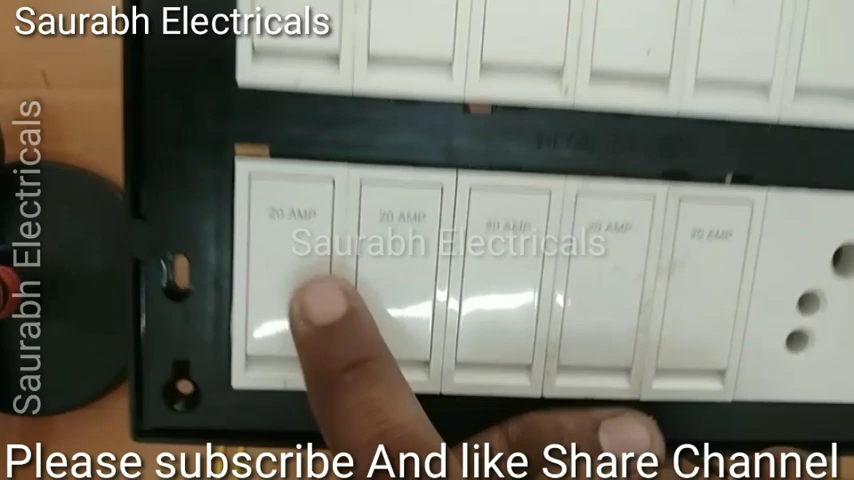 Saurabh Electricals
Saurabh Electricals
20 AMP 20 AMP 20 AMP 20 AMP 20 AMP
Saurabh Electricals
Please subscribe And like Share Channel